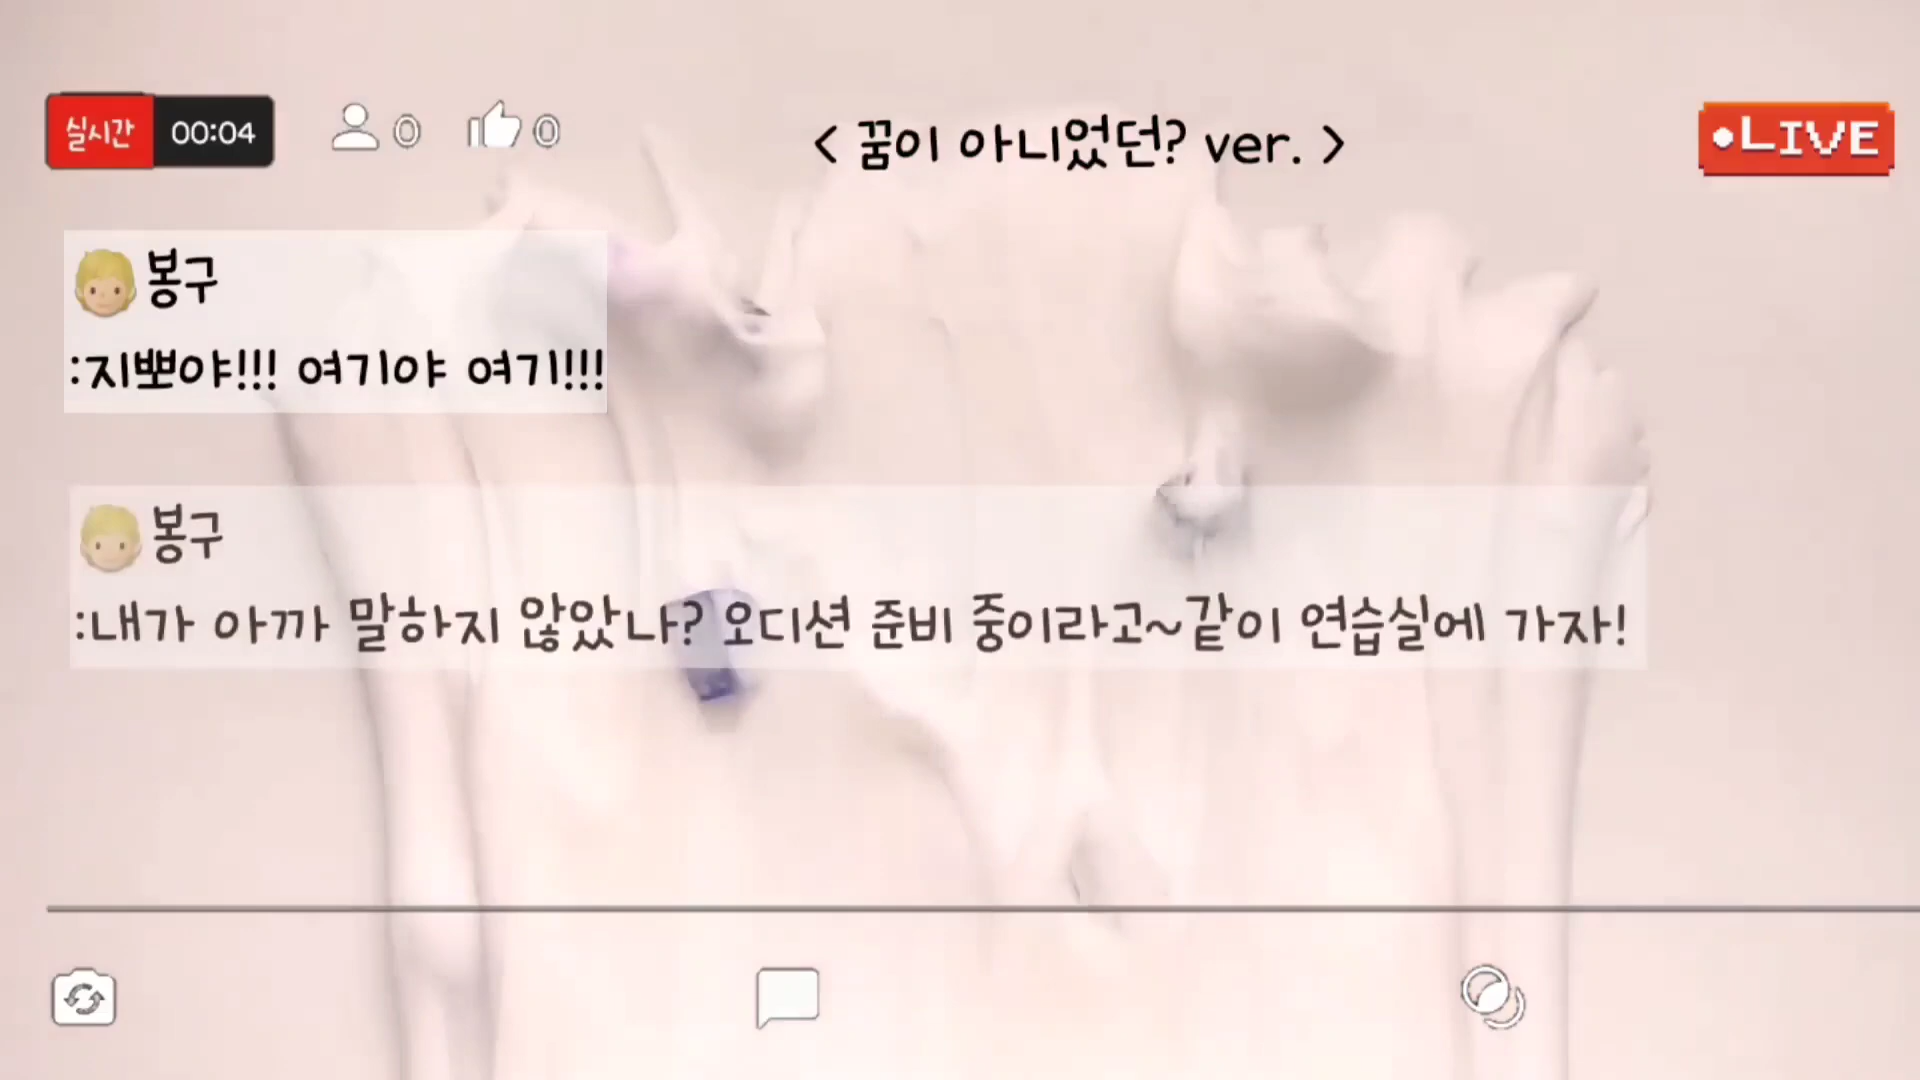 실시간 00:04 0 0
< 꿈이 아니었던? ver. >
LIVE
봉구
:지뽀야!!! 여기야 여기!!!
봉구
:내가 아까 말하지 않았나? 오디션 준비 중이라고~같이 연습실에 가자!